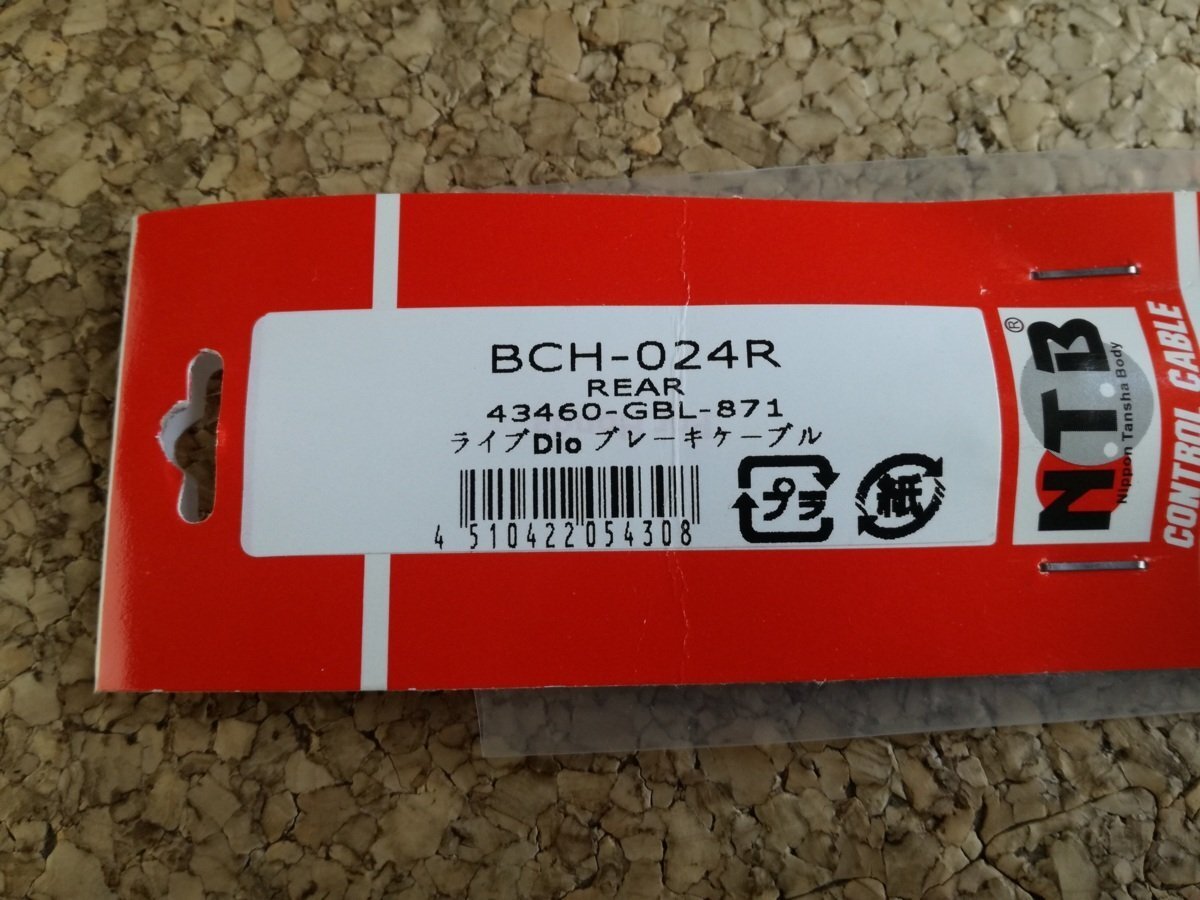 BCH-024R
REAR
43460-GBL-871
ライブDio ブレーキケーブル
4 510422 054308
プラ
紙
N.T.B
®
Nippon Tansha Body
CONTROL CABLE